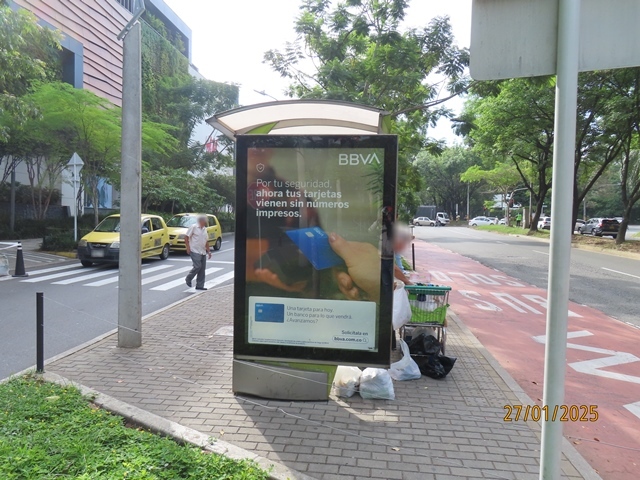 BBVA
Por tu seguridad,
ahora tus tarjetas
vienen sin números
impresos.
Una tarjeta para hoy.
Un banco para lo que vendrá.
¿Avanzamos?
Solicítala en
bbva.com.co
27/01/2025